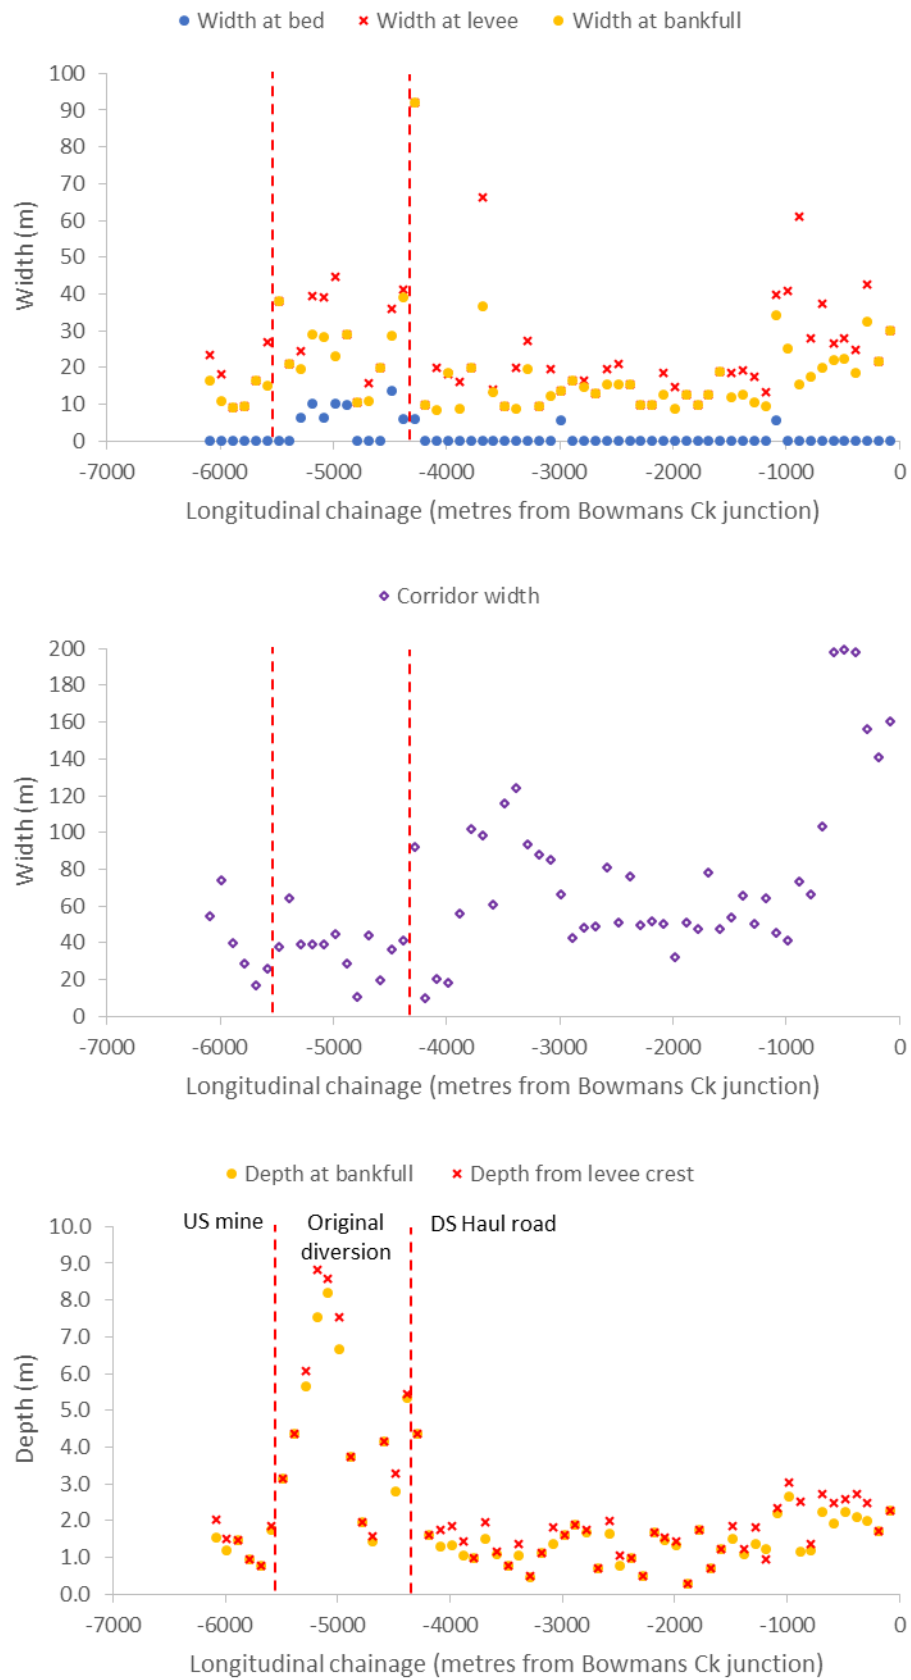 Width at bed Width at levee Width at bankfull
100
90
80
70
60
50
40
30
20
10
0
Width (m)
-7000 -6000 -5000 -4000 -3000 -2000 -1000 0
Longitudinal chainage (metres from Bowmans Ck junction)
Corridor width
200
180
160
140
120
100
80
60
40
20
0
Width (m)
-7000 -6000 -5000 -4000 -3000 -2000 -1000 0
Longitudinal chainage (metres from Bowmans Ck junction)
Depth at bankfull Depth from levee crest
US mine Original DS Haul road
diversion
10.0
9.0
8.0
7.0
6.0
5.0
4.0
3.0
2.0
1.0
0.0
Depth (m)
-7000 -6000 -5000 -4000 -3000 -2000 -1000 0
Longitudinal chainage (metres from Bowmans Ck junction)